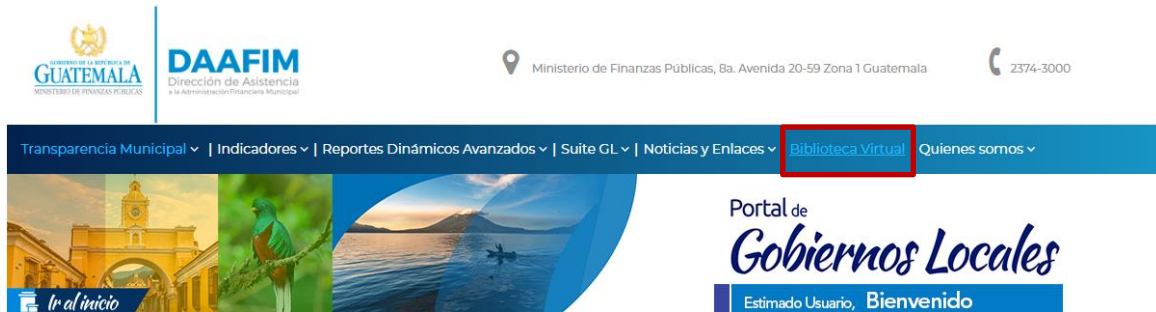 GOBIERNO DE LA REPÚBLICA DE
GUATEMALA
MINISTERIO DE FINANZAS PÚBLICAS
DAAFIM
Dirección de Asistencia
a la Administración Financiera Municipal
Ministerio de Finanzas Públicas, 8a. Avenida 20-59 Zona 1 Guatemala
2374-3000
Transparencia Municipal | Indicadores | Reportes Dinámicos Avanzados | Suite GL | Noticias y Enlaces Biblioteca Virtual Quienes somos
Portal de
Gobiernos Locales
Ir al inicio
Estimado Usuario, Bienvenido